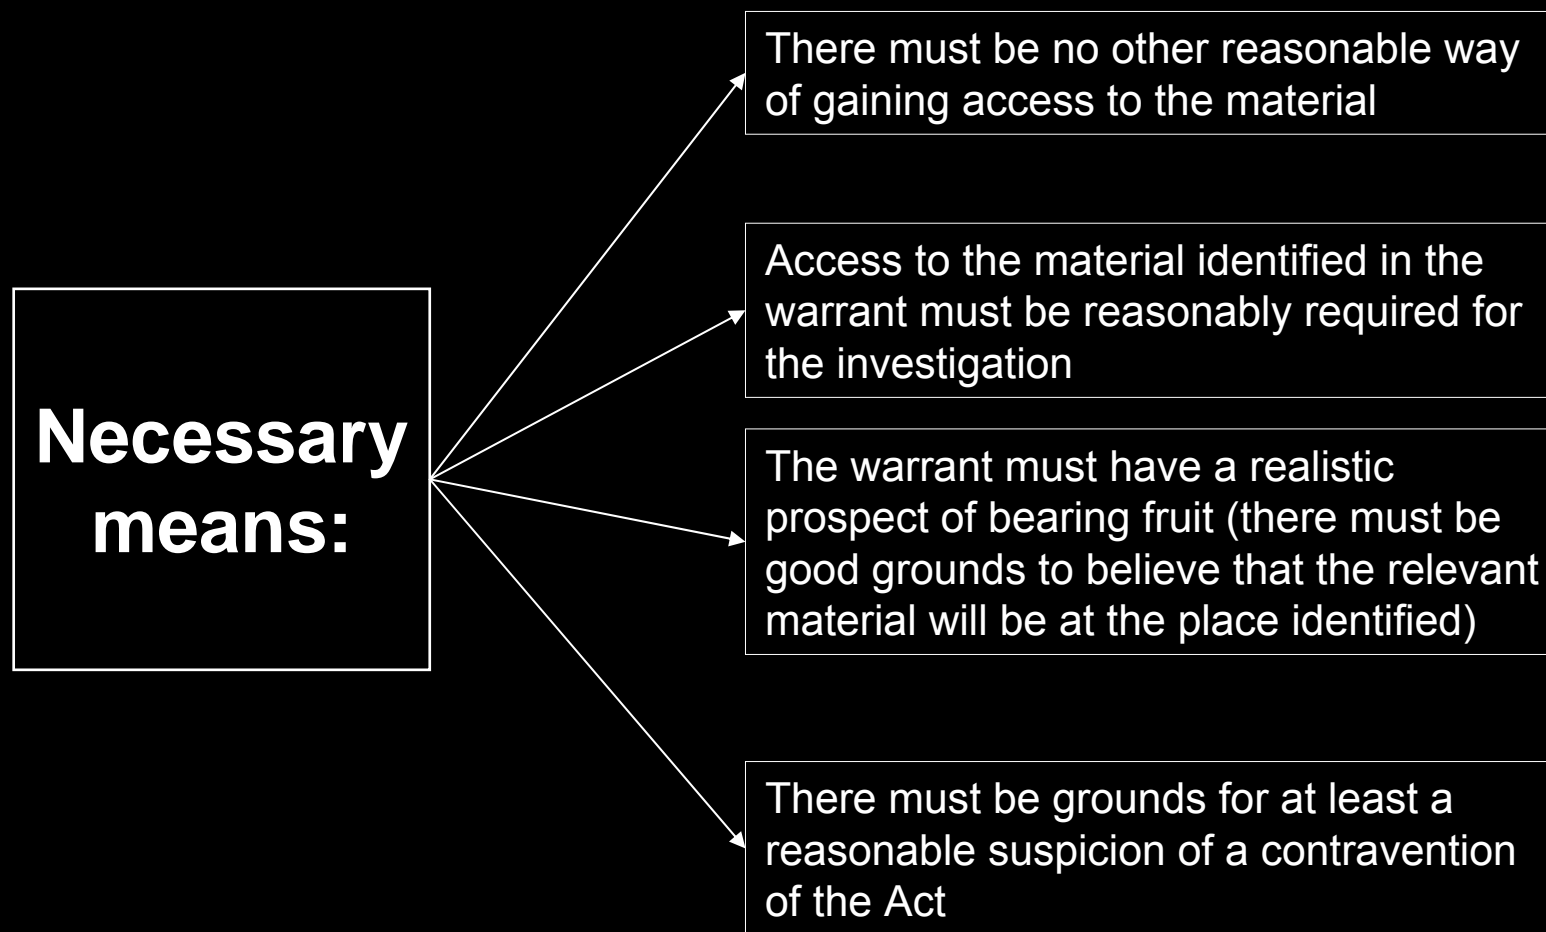 Necessary
means:
There must be no other reasonable way
of gaining access to the material
Access to the material identified in the
warrant must be reasonably required for
the investigation
The warrant must have a realistic
prospect of bearing fruit (there must be
good grounds to believe that the relevant
material will be at the place identified)
There must be grounds for at least a
reasonable suspicion of a contravention
of the Act